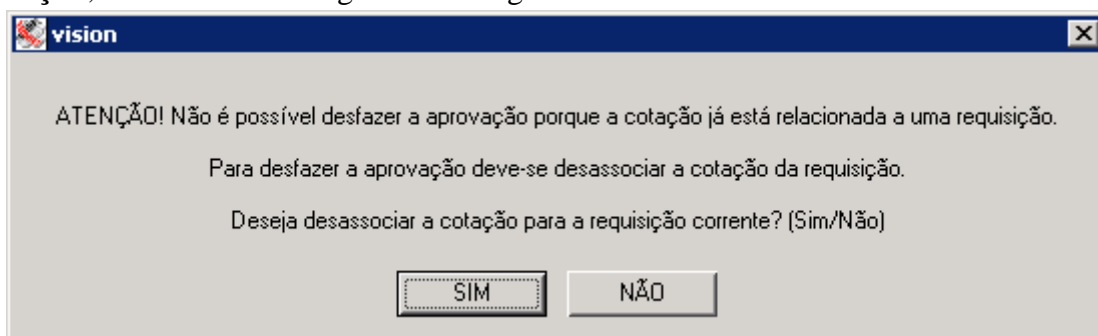 vision
ATENÇÃO! Não é possível desfazer a aprovação porque a cotação já está relacionada a uma requisição.
Para desfazer a aprovação deve-se desassociar a cotação da requisição.
Deseja desassociar a cotação para a requisição corrente? (Sim/Não)
SIM NÃO